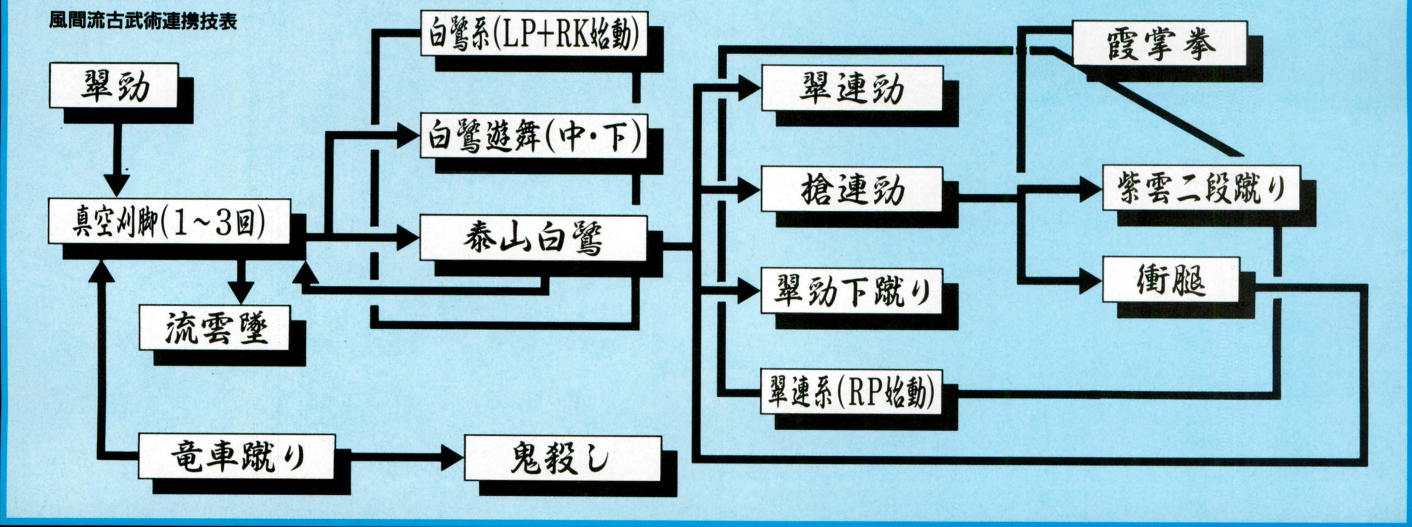 風間流古武術連携技表
翠勁
真空刈脚(1〜3回)
流雲墜
竜車蹴り
鬼殺し
白鷺系(LP+RK始動)
白鷺遊舞(中・下)
泰山白鷺
翠連勁
槍連勁
翠勁下蹴り
翠連系(RP始動)
霞掌拳
紫雲二段蹴り
衝腿